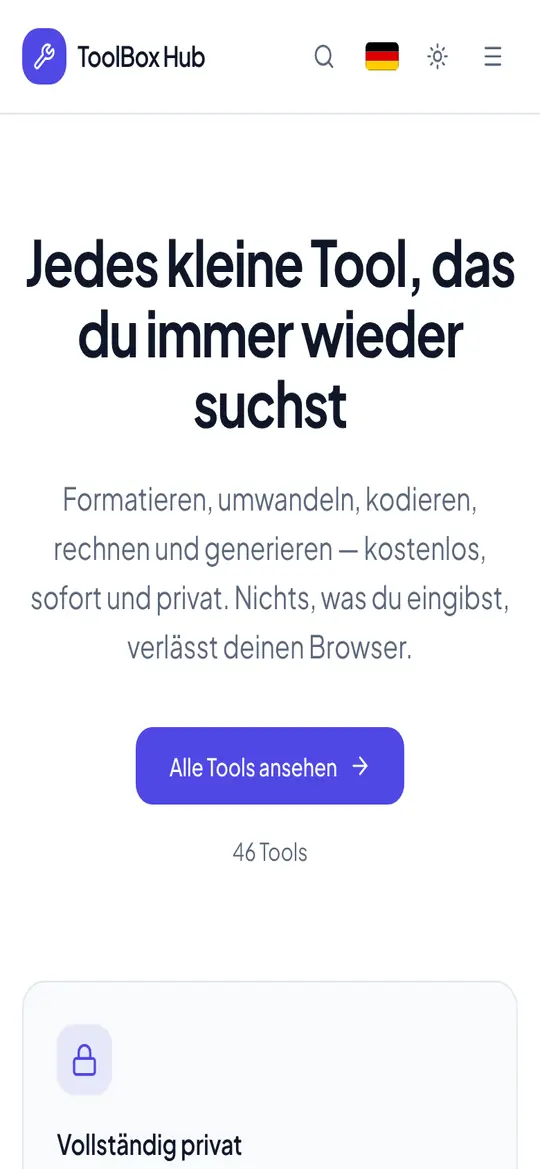 ToolBox Hub
Jedes kleine Tool, das
du immer wieder
suchst
Formatieren, umwandeln, kodieren,
rechnen und generieren — kostenlos,
sofort und privat. Nichts, was du eingibst,
verlässt deinen Browser.
Alle Tools ansehen →
46 Tools
Vollständig privat